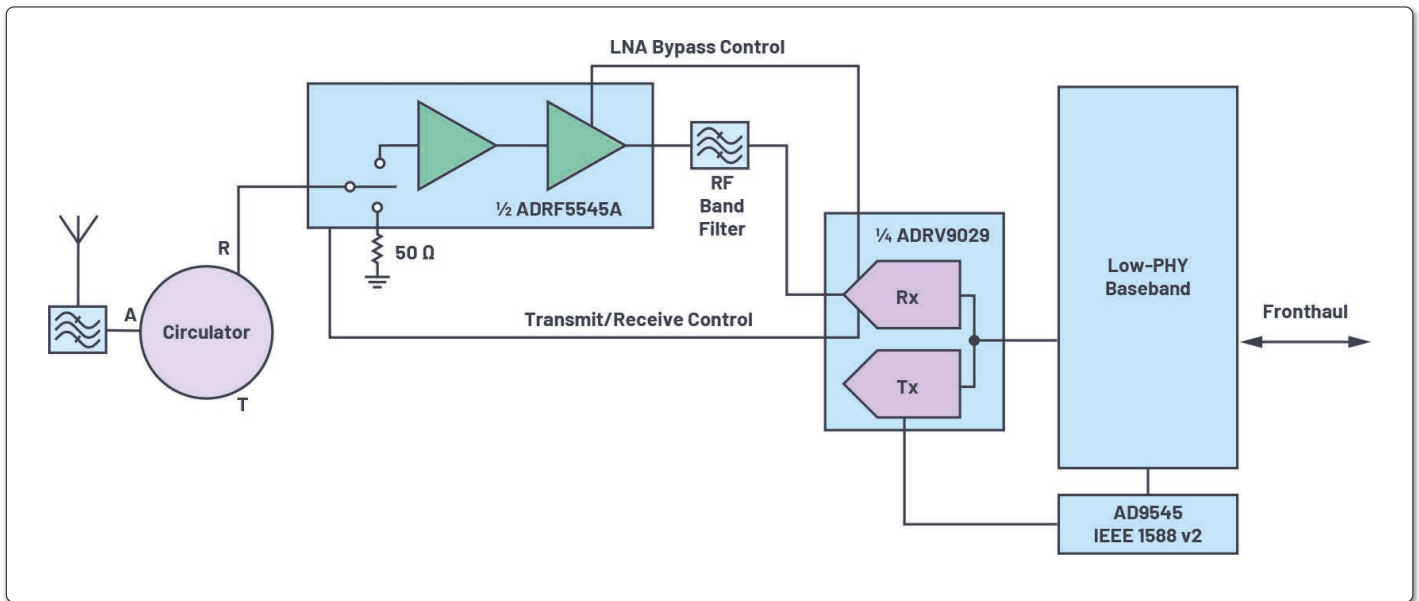 LNA Bypass Control
½ ADRF5545A
RF
Band
Filter
50 Ω
R
A
Circulator
T
Transmit/Receive Control
¼ ADRV9029
Rx
Tx
Low-PHY
Baseband
Fronthaul
AD9545
IEEE 1588 v2